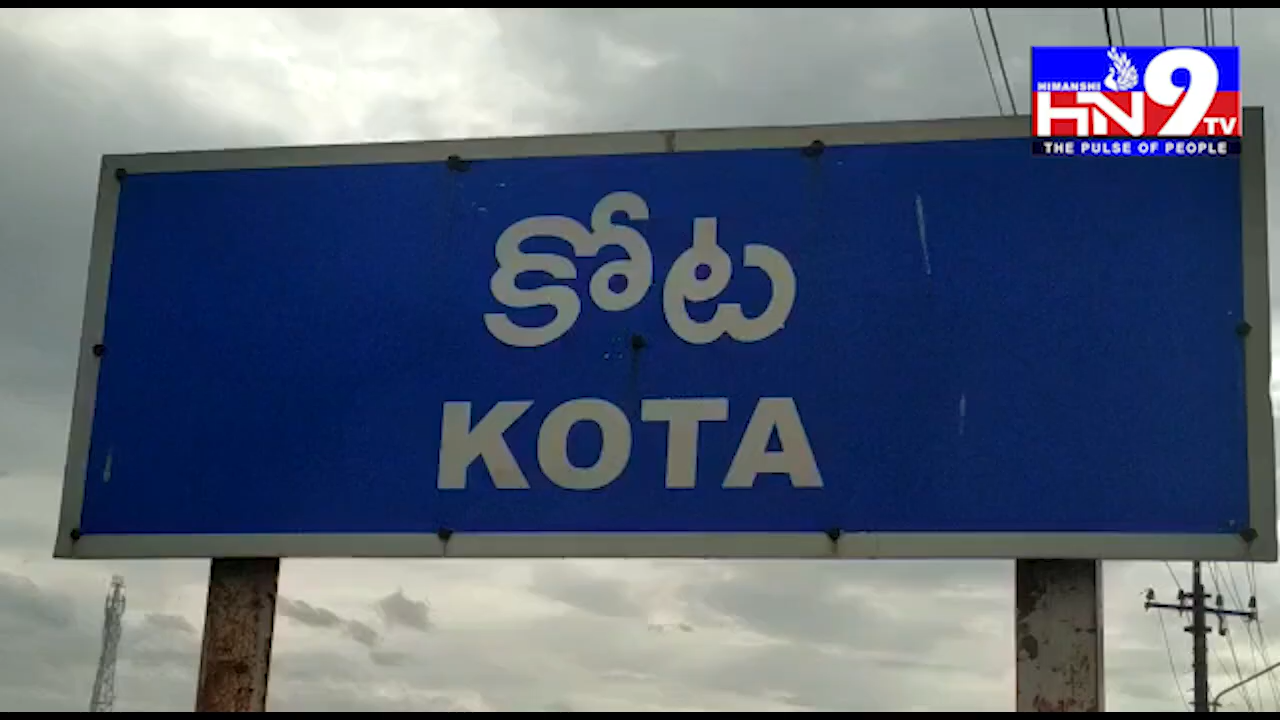 HIMANSHI
HN9
TV
THE PULSE OF PEOPLE
కోట
KOTA